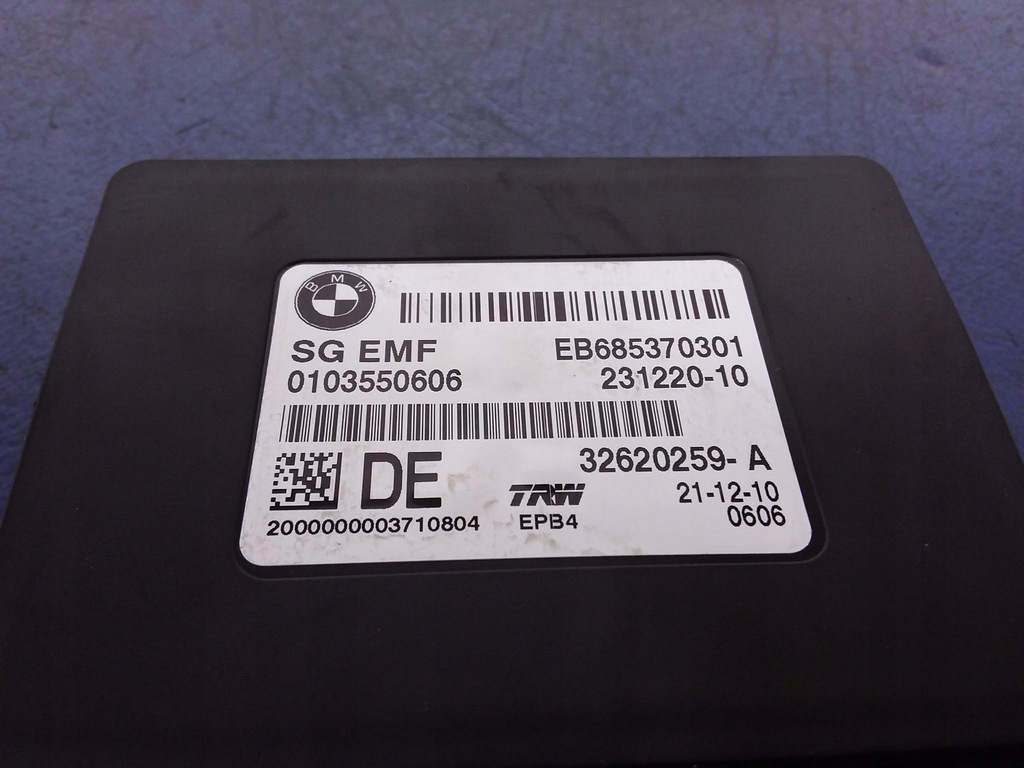 BMW
SG EMF EB685370301
0103550606 231220-10
32620259- A
DE TRW 21-12-10
2000000003710804 EPB4 0606